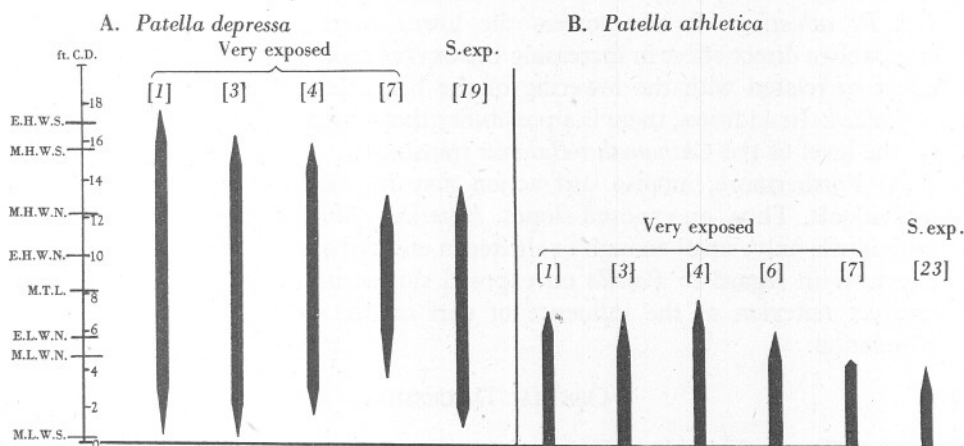 A. Patella depressa
B. Patella athletica
ft. C.D.
Very exposed
S.exp.
[1] [3] [4] [7] [19]
18
E.H.W.S.
M.H.W.S.
16
14
M.H.W.N.
12
E.H.W.N.
10
M.T.L.
8
E.L.W.N.
6
M.L.W.N.
4
2
M.L.W.S.
0
Very exposed
S.exp.
[1] [3] [4] [6] [7] [23]